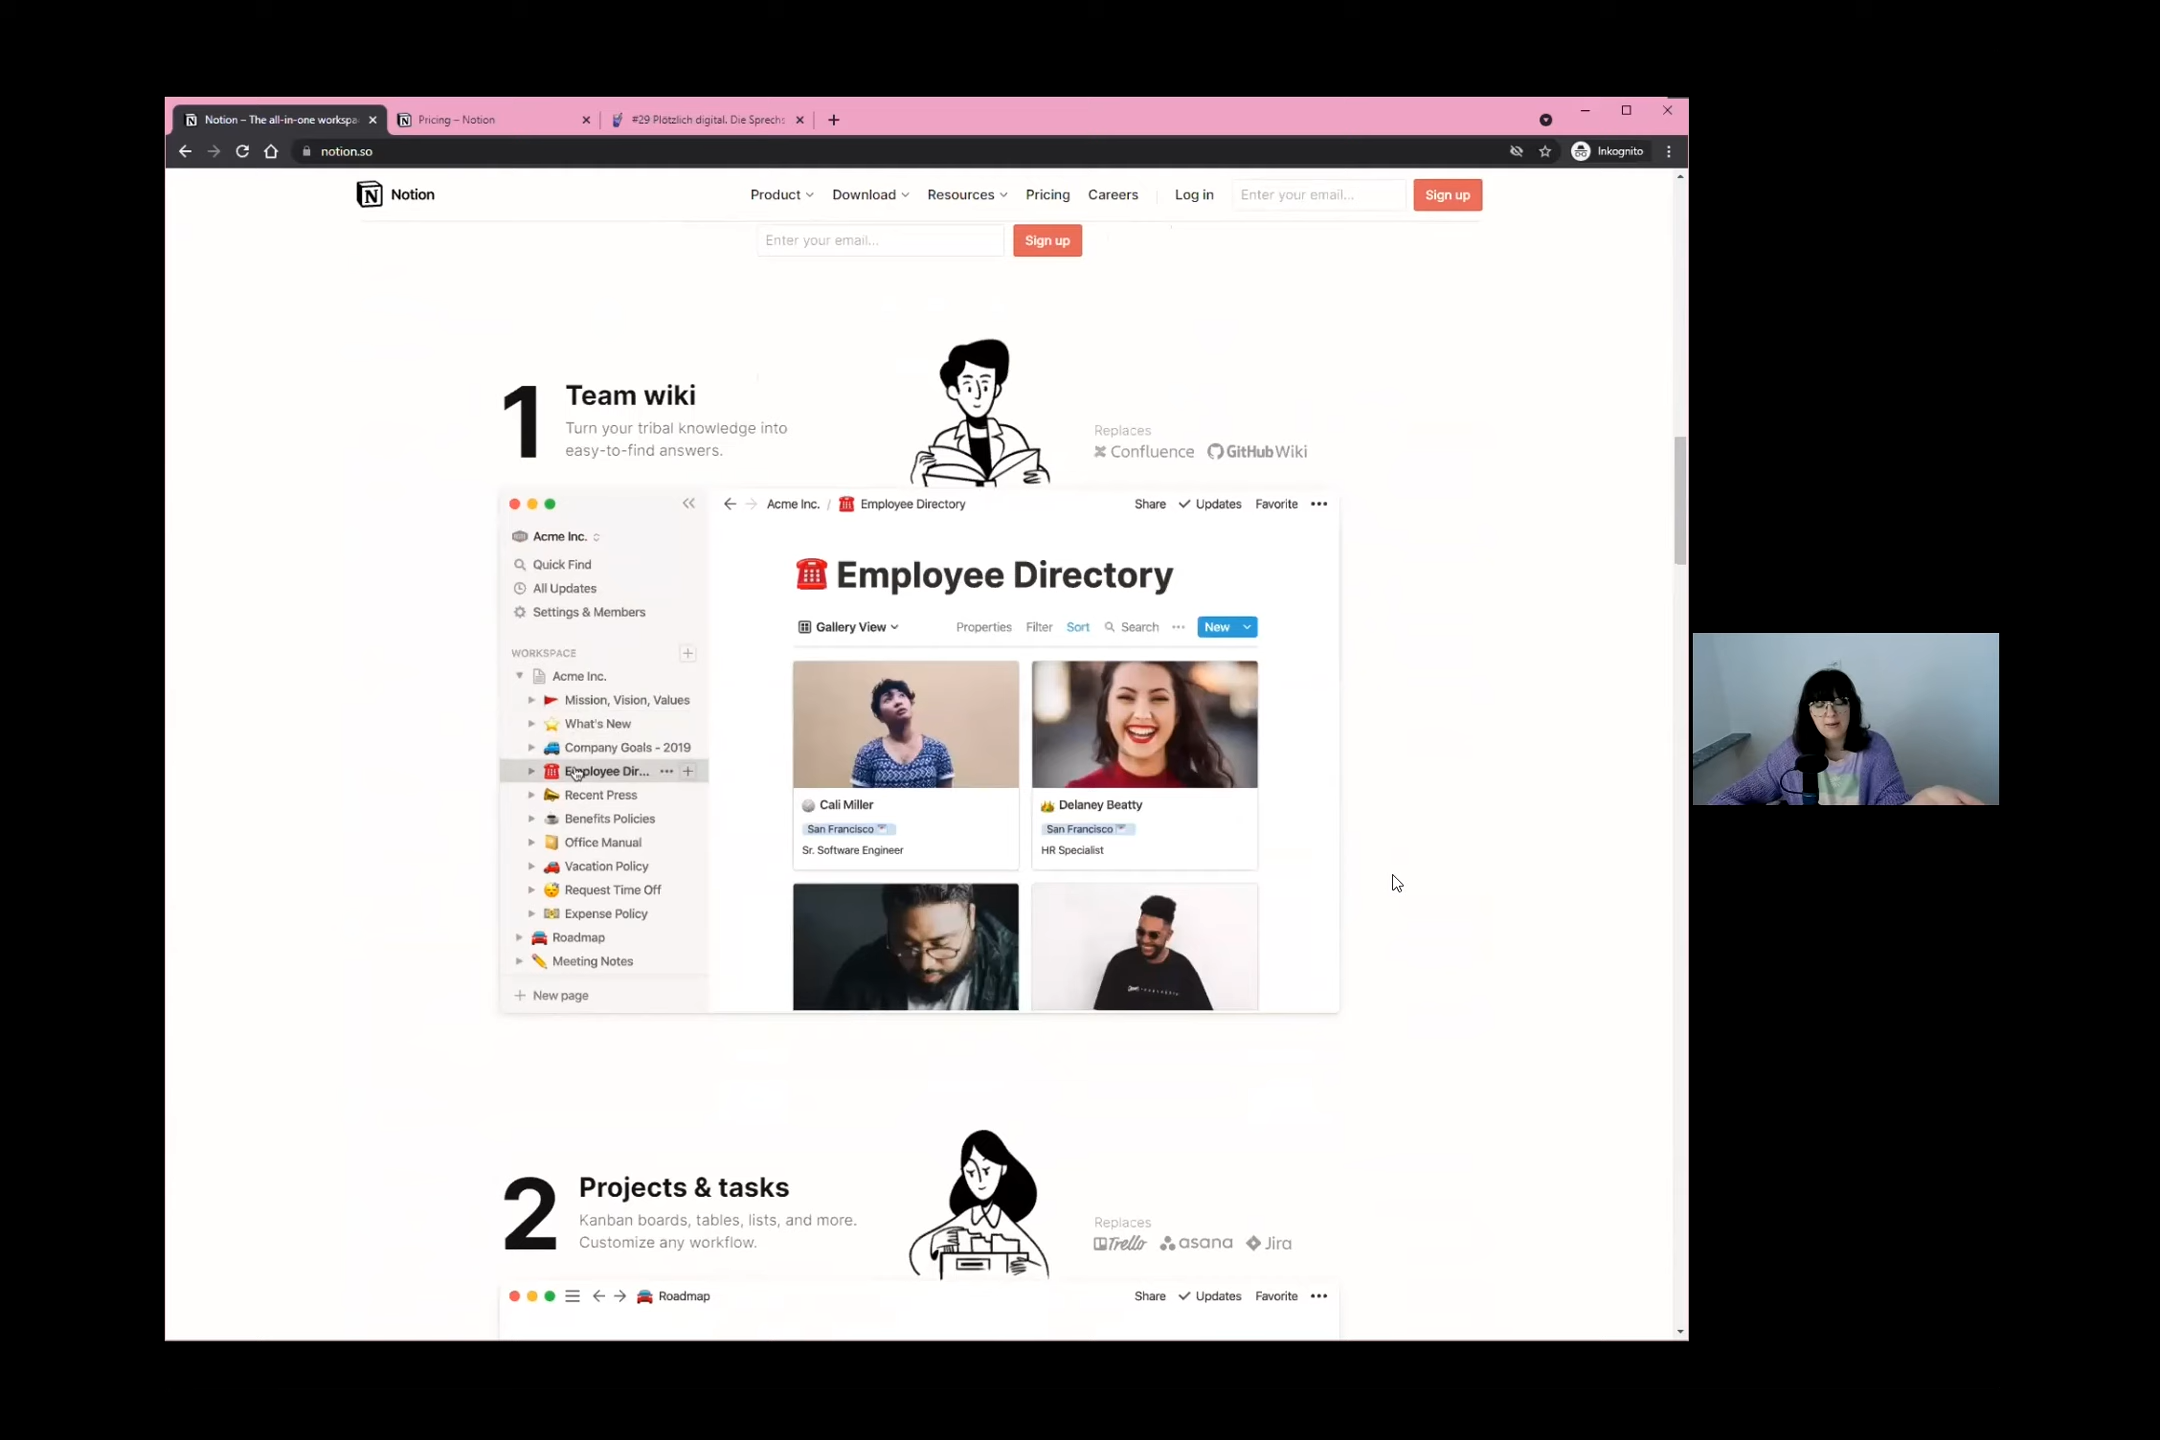 Notion – The all-in-one workspa
Pricing – Notion
#29 Plötzlich digital. Die Sprechs
notion.so
Inkognito
Notion
Product
Download
Resources
Pricing
Careers
Log in
Enter your email...
Sign up
Enter your email...
Sign up
1
Team wiki
Turn your tribal knowledge into
easy-to-find answers.
Replaces
Confluence
GitHub Wiki
Acme Inc.
Quick Find
All Updates
Settings & Members
WORKSPACE
Acme Inc.
Mission, Vision, Values
What's New
Company Goals - 2019
Employee Dir...
Recent Press
Benefits Policies
Office Manual
Vacation Policy
Request Time Off
Expense Policy
Roadmap
Meeting Notes
New page
Acme Inc. / Employee Directory
Share
Updates
Favorite
Employee Directory
Gallery View
Properties
Filter
Sort
Search
New
Cali Miller
San Francisco
Sr. Software Engineer
Delaney Beatty
San Francisco
HR Specialist
2
Projects & tasks
Kanban boards, tables, lists, and more.
Customize any workflow.
Replaces
Trello
asana
Jira
Roadmap
Share
Updates
Favorite